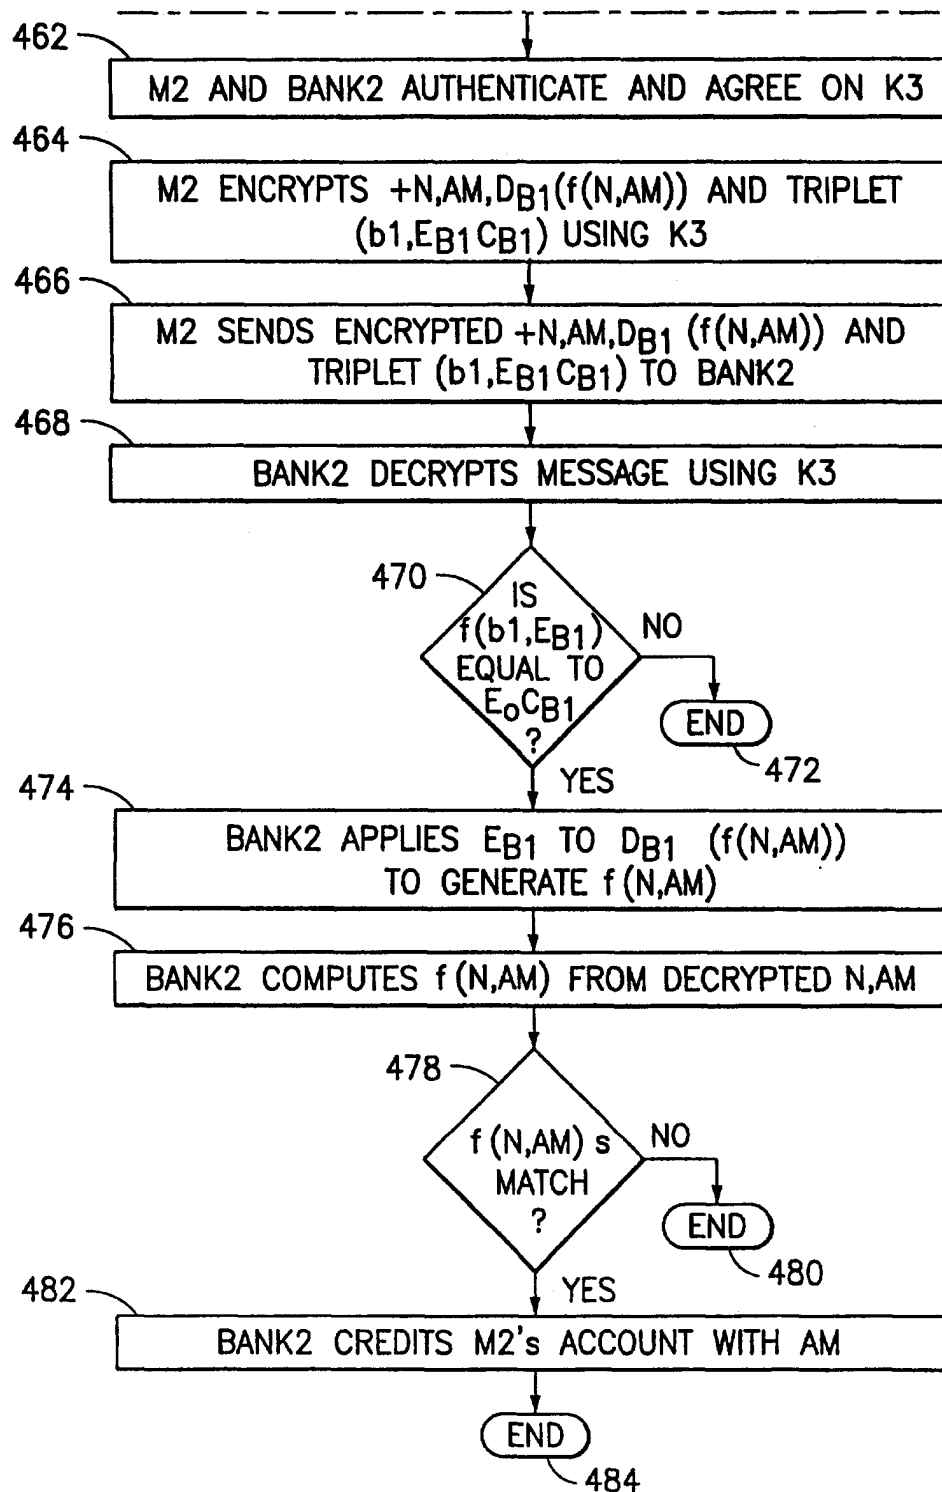 462
M2 AND BANK2 AUTHENTICATE AND AGREE ON K3
464
M2 ENCRYPTS +N,AM,DB1(f(N,AM)) AND TRIPLET
(b1,EB1CB1) USING K3
466
M2 SENDS ENCRYPTED +N,AM,DB1 (f(N,AM)) AND
TRIPLET (b1,EB1CB1) TO BANK2
468
BANK2 DECRYPTS MESSAGE USING K3
470
IS
f(b1,EB1)
EQUAL TO
EoCB1
?
NO
END
472
YES
474
BANK2 APPLIES EB1 TO DB1 (f(N,AM))
TO GENERATE f(N,AM)
476
BANK2 COMPUTES f(N,AM) FROM DECRYPTED N,AM
478
f(N,AM) s
MATCH
?
NO
END
480
YES
482
BANK2 CREDITS M2's ACCOUNT WITH AM
END
484